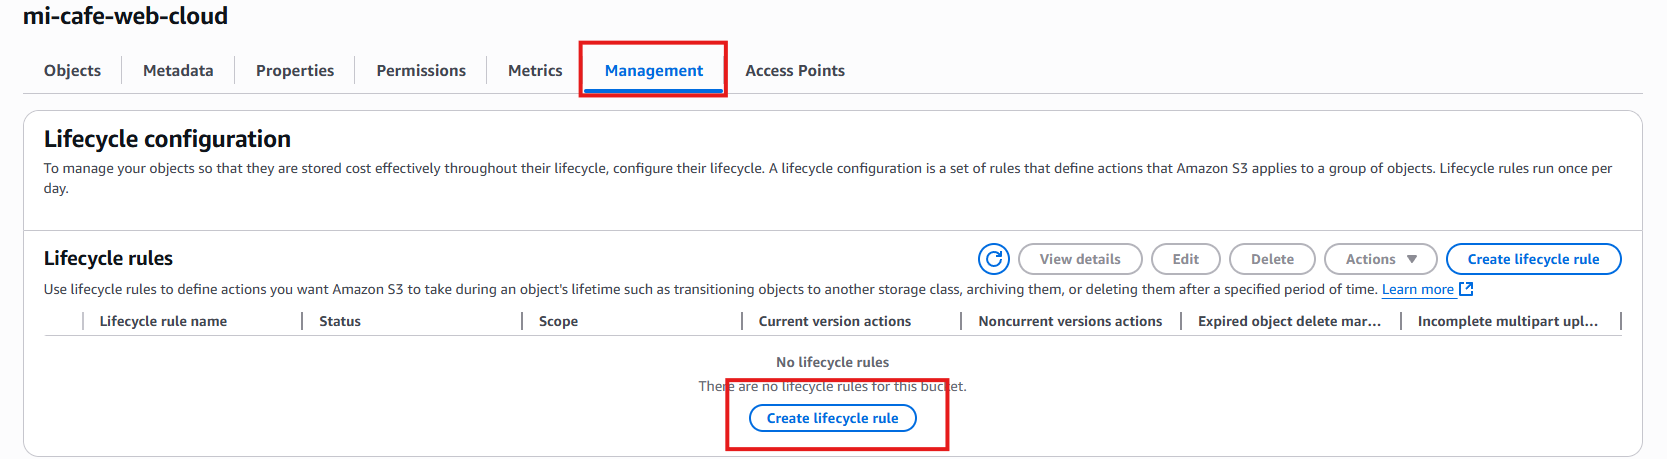 mi-cafe-web-cloud
Objects Metadata Properties Permissions Metrics Management Access Points
Lifecycle configuration
To manage your objects so that they are stored cost effectively throughout their lifecycle, configure their lifecycle. A lifecycle configuration is a set of rules that define actions that Amazon S3 applies to a group of objects. Lifecycle rules run once per
day.
Lifecycle rules View details Edit Delete Actions Create lifecycle rule
Use lifecycle rules to define actions you want Amazon S3 to take during an object's lifetime such as transitioning objects to another storage class, archiving them, or deleting them after a specified period of time. Learn more
Lifecycle rule name Status Scope Current version actions Noncurrent versions actions Expired object delete mar... Incomplete multipart upl...
No lifecycle rules
There are no lifecycle rules for this bucket.
Create lifecycle rule